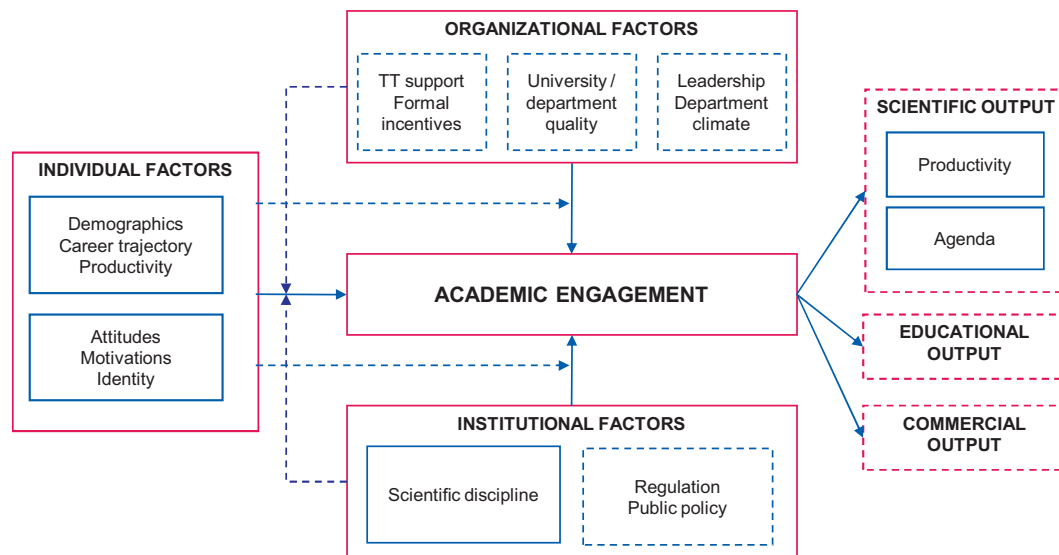 ORGANIZATIONAL FACTORS
TT support
Formal
incentives
University /
department
quality
Leadership
Department
climate
INDIVIDUAL FACTORS
Demographics
Career trajectory
Productivity
Attitudes
Motivations
Identity
ACADEMIC ENGAGEMENT
INSTITUTIONAL FACTORS
Scientific discipline
Regulation
Public policy
SCIENTIFIC OUTPUT
Productivity
Agenda
EDUCATIONAL
OUTPUT
COMMERCIAL
OUTPUT